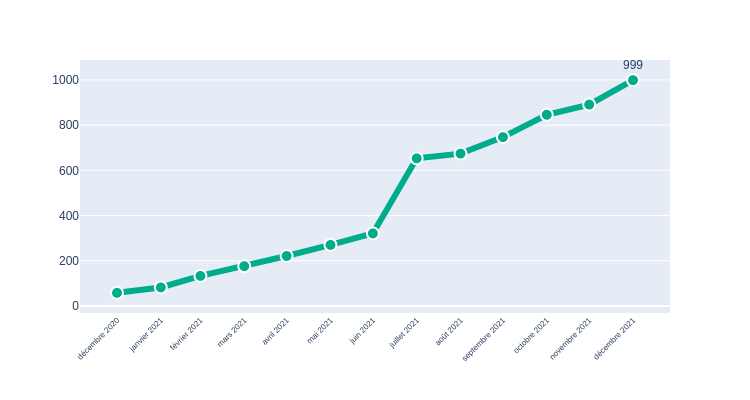 999
1000
800
600
400
200
0
décembre 2020
janvier 2021
février 2021
mars 2021
avril 2021
mai 2021
juin 2021
juillet 2021
août 2021
septembre 2021
octobre 2021
novembre 2021
décembre 2021